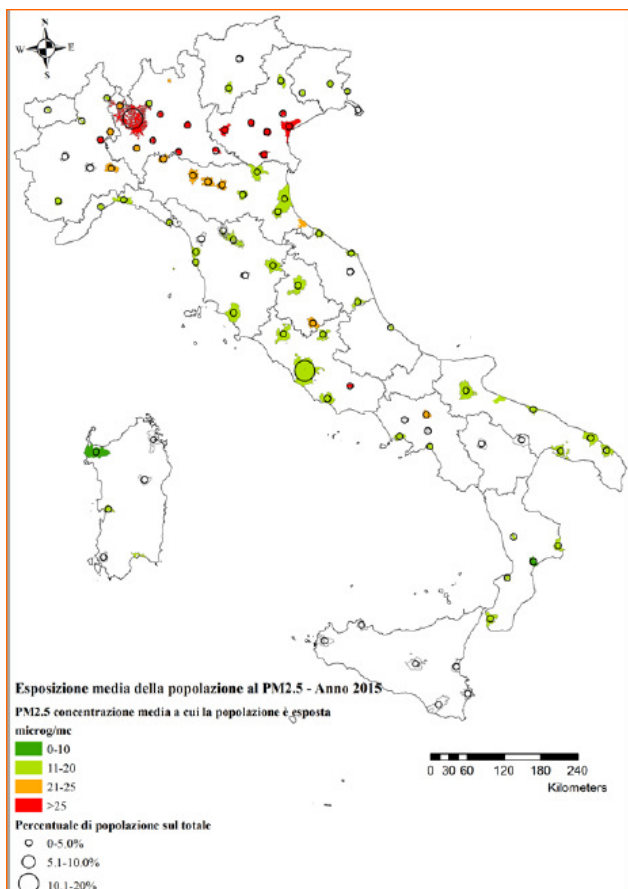 N
W E
S
Esposizione media della popolazione al PM2.5 - Anno 2015
PM2.5 concentrazione media a cui la popolazione è esposta
microg/mc
0-10
11-20
21-25
>25
0 30 60 120 180 240
Kilometers
Percentuale di popolazione sul totale
0-5.0%
5.1-10.0%
10.1-20%